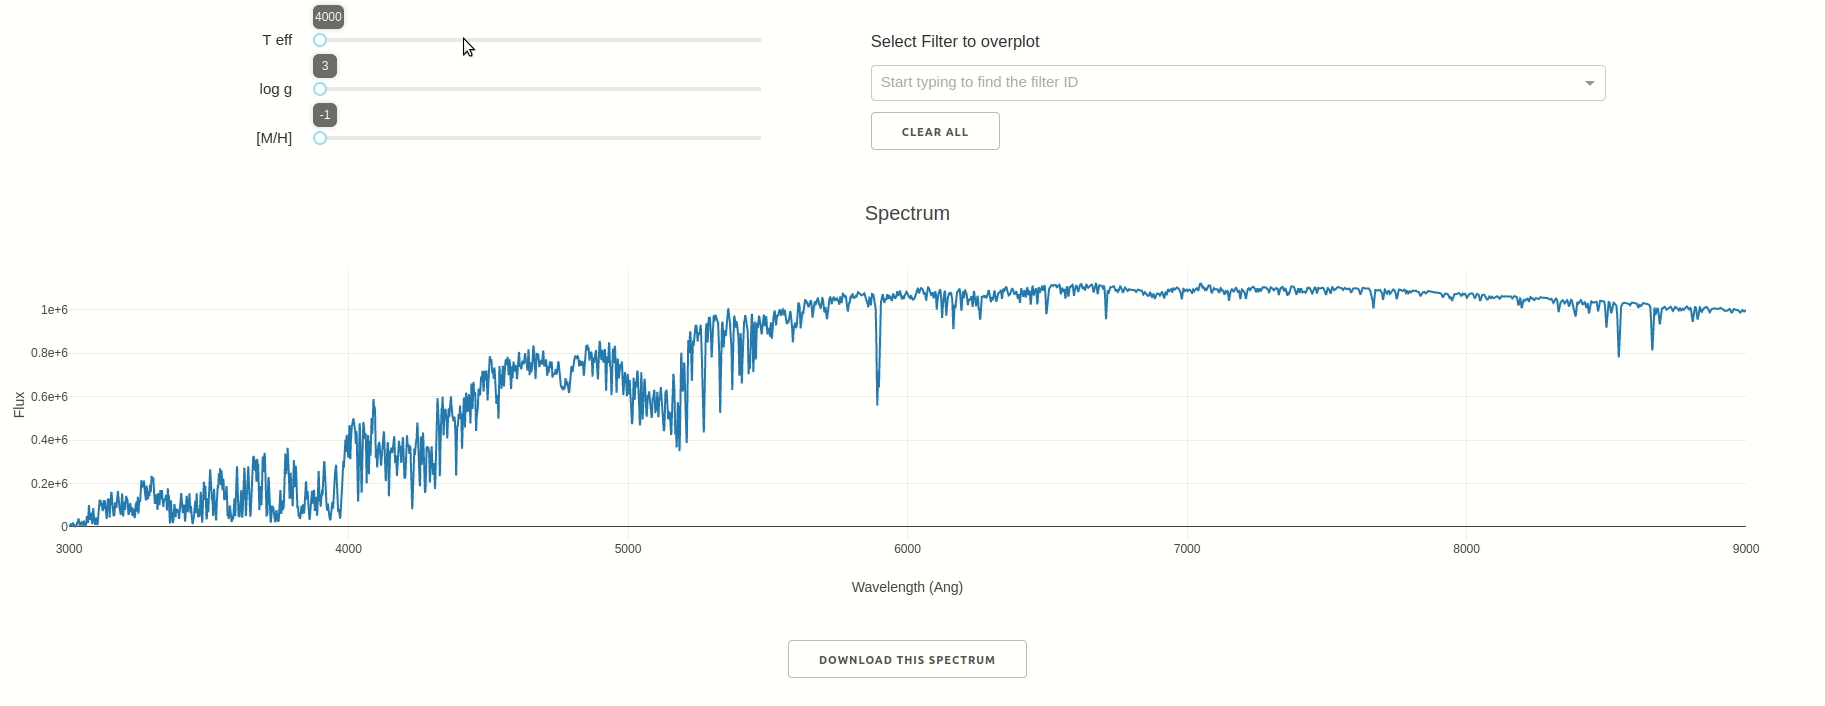 4000
T eff
3
log g
-1
[M/H]
Select Filter to overplot
Start typing to find the filter ID
CLEAR ALL
Spectrum
1e+6
0.8e+6
0.6e+6
0.4e+6
0.2e+6
0
Flux
3000 4000 5000 6000 7000 8000 9000
Wavelength (Ang)
DOWNLOAD THIS SPECTRUM